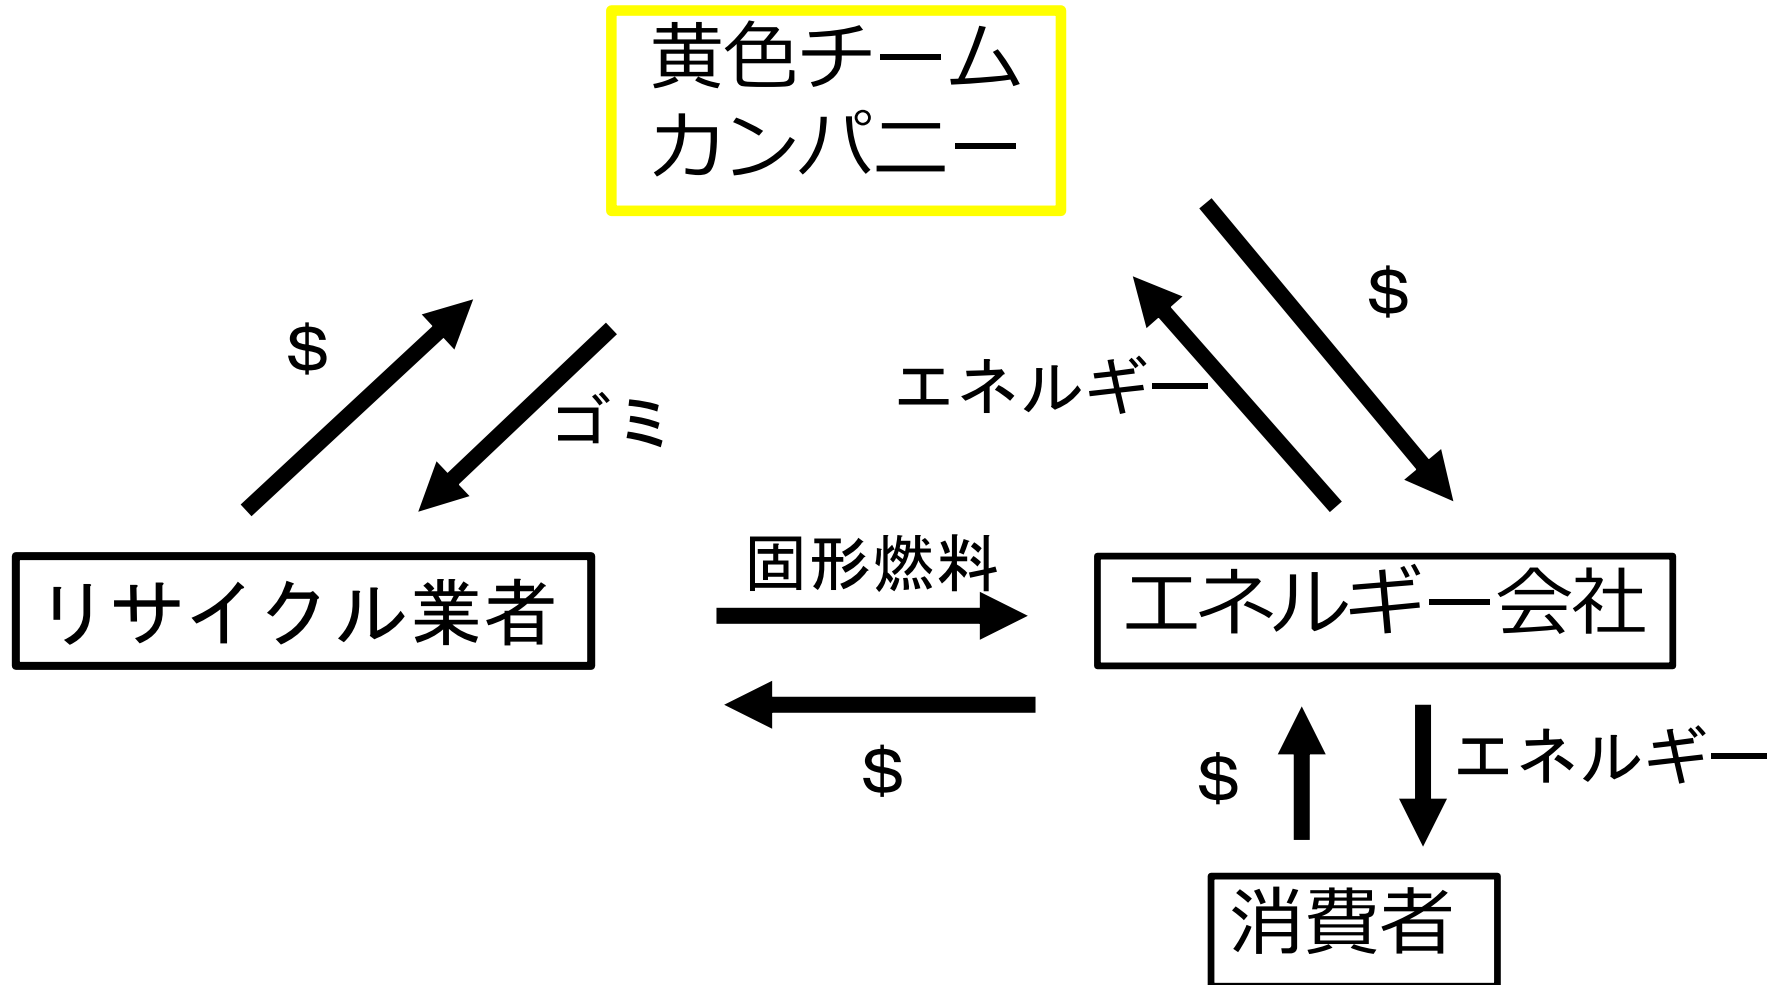 黄色チーム
カンパニー
$
$
エネルギー
ゴミ
固形燃料
リサイクル業者
エネルギー会社
$
$
エネルギー
消費者